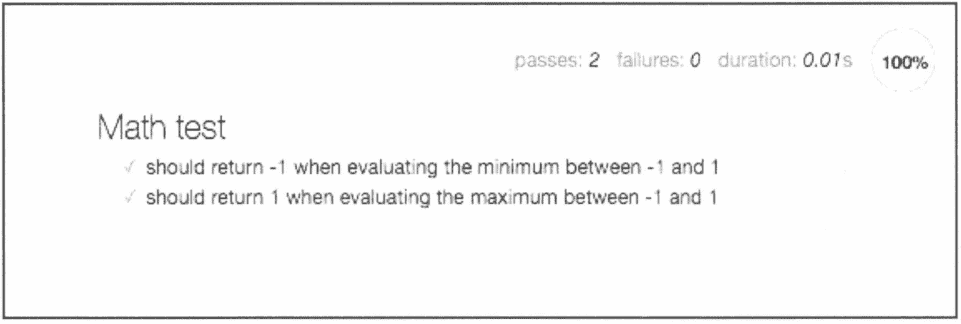 passes: 2 failures: 0 duration: 0.01s 100%
Math test
✓ should return -1 when evaluating the minimum between -1 and 1
✓ should return 1 when evaluating the maximum between -1 and 1